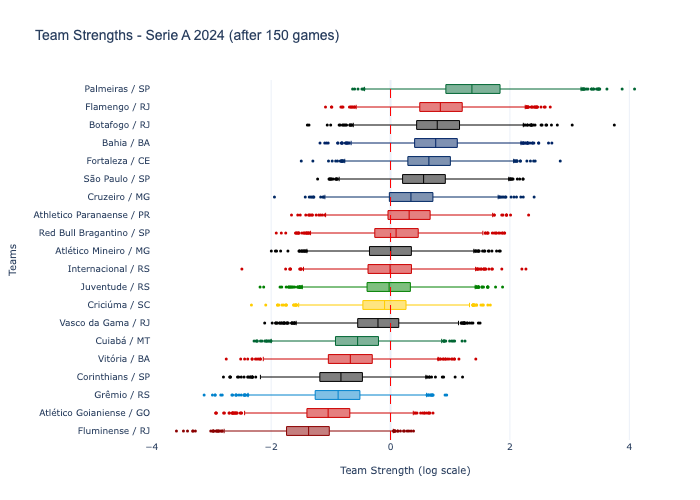 Team Strengths - Serie A 2024 (after 150 games)
Palmeiras / SP
Flamengo / RJ
Botafogo / RJ
Bahia / BA
Fortaleza / CE
São Paulo / SP
Cruzeiro / MG
Athletico Paranaense / PR
Red Bull Bragantino / SP
Atlético Mineiro / MG
Internacional / RS
Juventude / RS
Criciúma / SC
Vasco da Gama / RJ
Cuiabá / MT
Vitória / BA
Corinthians / SP
Grêmio / RS
Atlético Goianiense / GO
Fluminense / RJ
Teams
−4 −2 0 2 4
Team Strength (log scale)